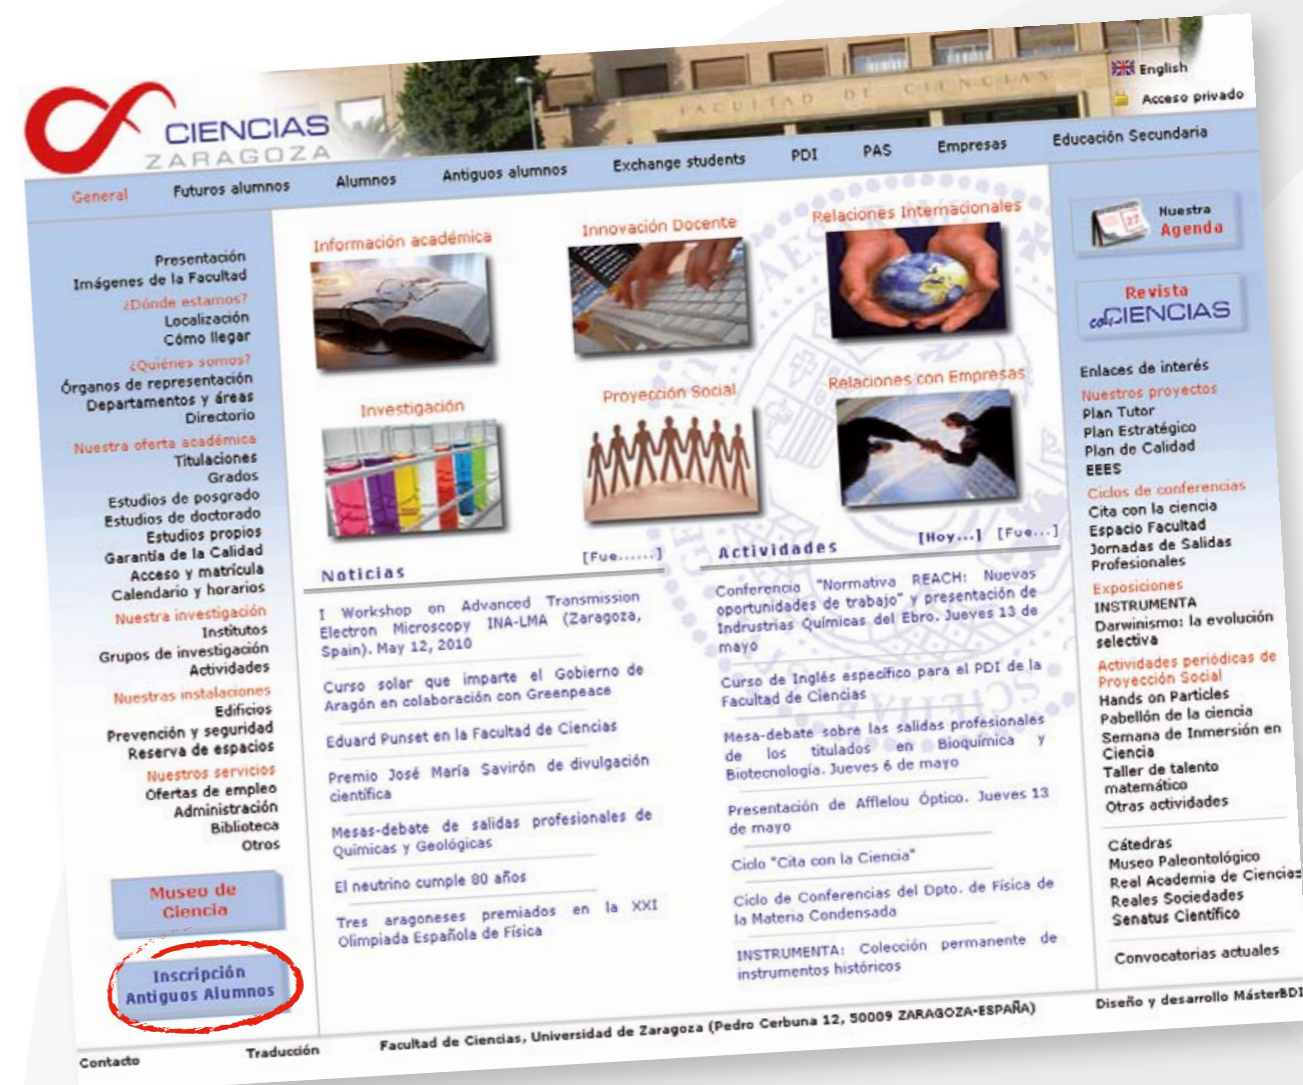 CIENCIAS
ZARAGOZA
FACULTAD DE CIENCIAS
English
Acceso privado
General
Futuros alumnos
Alumnos
Antiguos alumnos
Exchange students
PDI
PAS
Empresas
Educación Secundaria
Presentación
Imágenes de la Facultad
¿Dónde estamos?
Localización
Cómo llegar
¿Quiénes somos?
Órganos de representación
Departamentos y áreas
Directorio
Nuestra oferta académica
Titulaciones
Grados
Estudios de posgrado
Estudios de doctorado
Estudios propios
Garantía de la Calidad
Acceso y matrícula
Calendario y horarios
Nuestra investigación
Institutos
Grupos de investigación
Actividades
Nuestras instalaciones
Edificios
Prevención y seguridad
Reserva de espacios
Nuestros servicios
Ofertas de empleo
Administración
Biblioteca
Otros
Museo de
Ciencia
Inscripción
Antiguos Alumnos
Información académica
Innovación Docente
Relaciones Internacionales
Investigación
Proyección Social
Relaciones con Empresas
Noticias
[Fue......]
I Workshop on Advanced Transmission
Electron Microscopy INA-LMA (Zaragoza,
Spain). May 12, 2010
Curso solar que imparte el Gobierno de
Aragón en colaboración con Greenpeace
Eduard Punset en la Facultad de Ciencias
Premio José María Savirón de divulgación
científica
Mesas-debate de salidas profesionales de
Químicas y Geológicas
El neutrino cumple 80 años
Tres aragoneses premiados en la XXI
Olimpiada Española de Física
Actividades
[Hoy...] [Fue...]
Conferencia "Normativa REACH: Nuevas
oportunidades de trabajo" y presentación de
Indrustrias Químicas del Ebro. Jueves 13 de
mayo
Curso de Inglés específico para el PDI de la
Facultad de Ciencias
Mesa-debate sobre las salidas profesionales
de los titulados en Bioquímica y
Biotecnología. Jueves 6 de mayo
Presentación de Afflelou Óptico. Jueves 13
de mayo
Ciclo "Cita con la Ciencia"
Ciclo de Conferencias del Dpto. de Física de
la Materia Condensada
INSTRUMENTA: Colección permanente de
instrumentos históricos
27
Nuestra
Agenda
Revista
conCIENCIAS
Enlaces de interés
Nuestros proyectos
Plan Tutor
Plan Estratégico
Plan de Calidad
EEES
Ciclos de conferencias
Cita con la ciencia
Espacio Facultad
Jornadas de Salidas
Profesionales
Exposiciones
INSTRUMENTA
Darwinismo: la evolución
selectiva
Actividades periódicas de
Proyección Social
Hands on Particles
Pabellón de la ciencia
Semana de Inmersión en
Ciencia
Taller de talento
matemático
Otras actividades
Cátedras
Museo Paleontológico
Real Academia de Ciencias
Reales Sociedades
Senatus Científico
Convocatorias actuales
Contacto
Traducción
Facultad de Ciencias, Universidad de Zaragoza (Pedro Cerbuna 12, 50009 ZARAGOZA-ESPAÑA)
Diseño y desarrollo MásterBDI